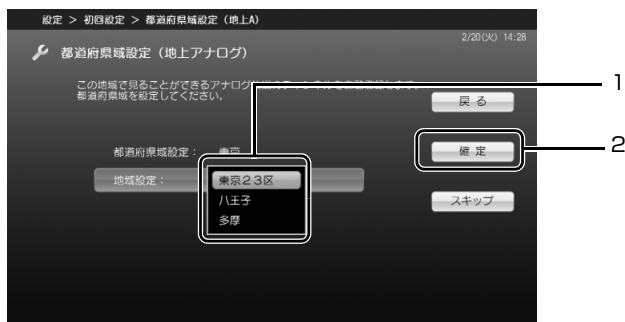 設定 > 初回設定 > 都道府県域設定（地上A）
2/20(火) 14:28
都道府県域設定（地上アナログ）
この地域で見ることができるアナログ
都道府県域を設定してください。
戻る
1
都道府県域設定： 東京
確定
2
地域設定：
東京２３区
八王子
多摩
スキップ